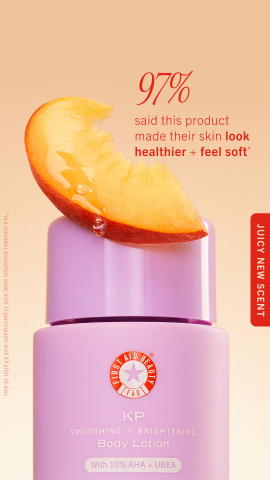 97%
said this product
made their skin look
healthier + feel soft*
JUICY NEW SCENT
FIRST AID BEAUTY
FAB
KP
SMOOTHING + BRIGHTENING
Body Lotion
With 10% AHA + UREA